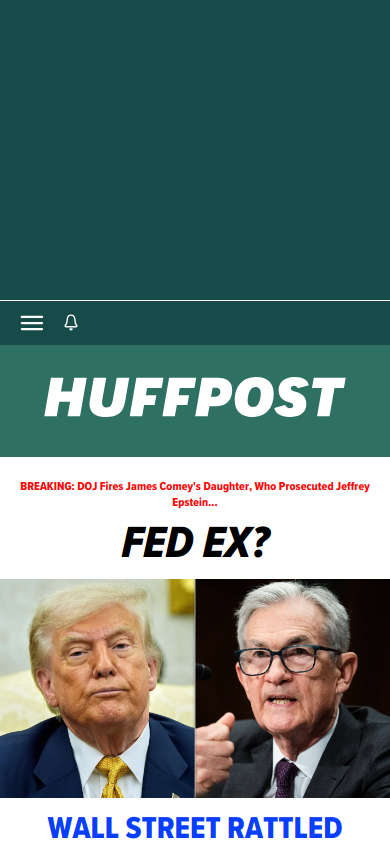 HUFFPOST
BREAKING: DOJ Fires James Comey's Daughter, Who Prosecuted Jeffrey
Epstein...
FED EX?
WALL STREET RATTLED